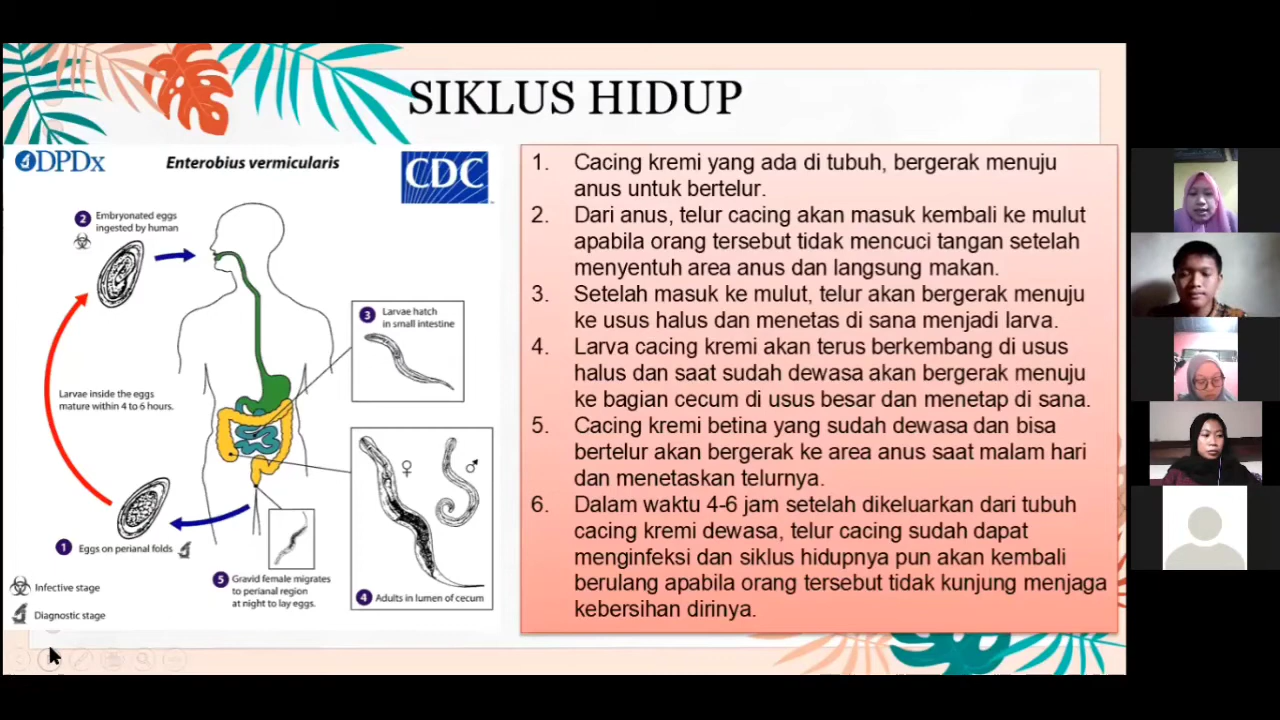 SIKLUS HIDUP
DPDx
Enterobius vermicularis
CDC
2 Embryonated eggs
ingested by human
3 Larvae hatch
in small intestine
Larvae inside the eggs
mature within 4 to 6 hours.
♀
♂
1 Eggs on perianal folds
5 Gravid female migrates
to perianal region
at night to lay eggs.
4 Adults in lumen of cecum
Infective stage
Diagnostic stage
1. Cacing kremi yang ada di tubuh, bergerak menuju
anus untuk bertelur.
2. Dari anus, telur cacing akan masuk kembali ke mulut
apabila orang tersebut tidak mencuci tangan setelah
menyentuh area anus dan langsung makan.
3. Setelah masuk ke mulut, telur akan bergerak menuju
ke usus halus dan menetas di sana menjadi larva.
4. Larva cacing kremi akan terus berkembang di usus
halus dan saat sudah dewasa akan bergerak menuju
ke bagian cecum di usus besar dan menetap di sana.
5. Cacing kremi betina yang sudah dewasa dan bisa
bertelur akan bergerak ke area anus saat malam hari
dan menetaskan telurnya.
6. Dalam waktu 4-6 jam setelah dikeluarkan dari tubuh
cacing kremi dewasa, telur cacing sudah dapat
menginfeksi dan siklus hidupnya pun akan kembali
berulang apabila orang tersebut tidak kunjung menjaga
kebersihan dirinya.